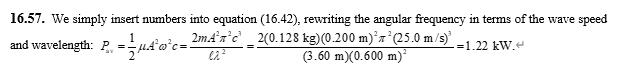 16.57. We simply insert numbers into equation (16.42), rewriting the angular frequency in terms of the wave speed
and wavelength: P_av = 1/2 μA²ω²c = 2mA²π²c³/ℓλ² = 2(0.128 kg)(0.200 m)²π²(25.0 m/s)³/(3.60 m)(0.600 m)² = 1.22 kW.↵